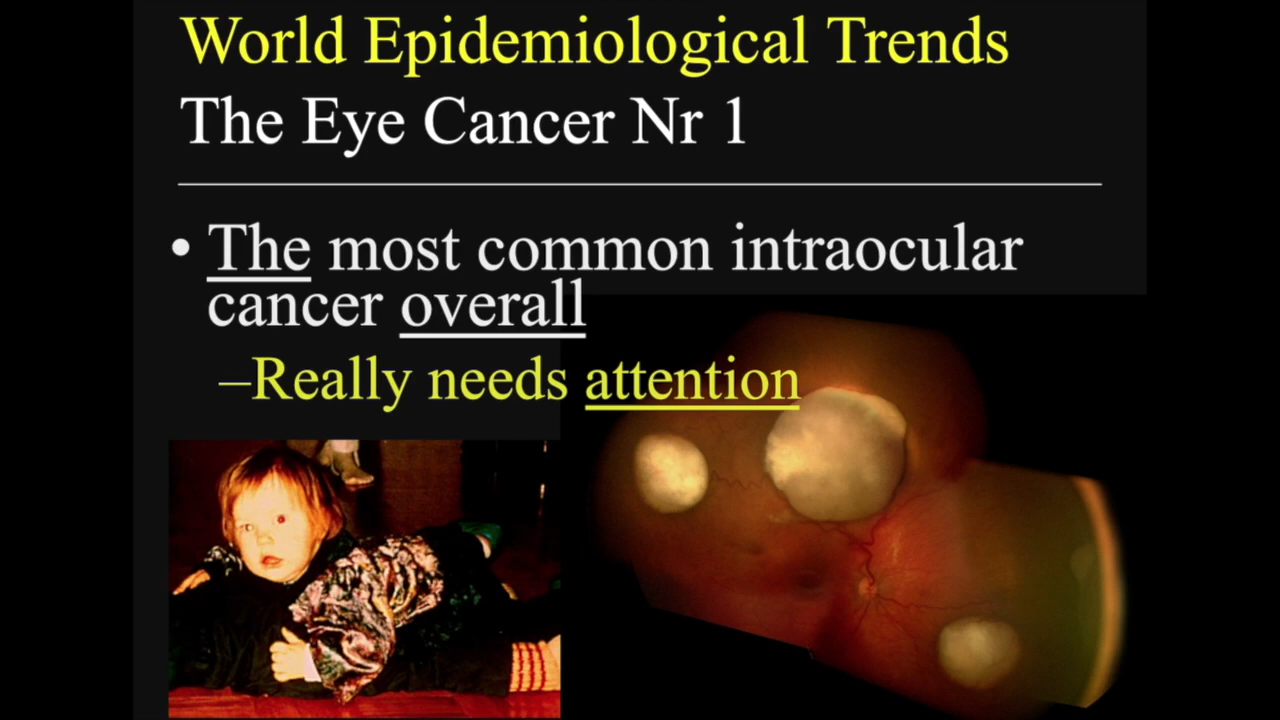 World Epidemiological Trends
The Eye Cancer Nr 1
• The most common intraocular
cancer overall
–Really needs attention